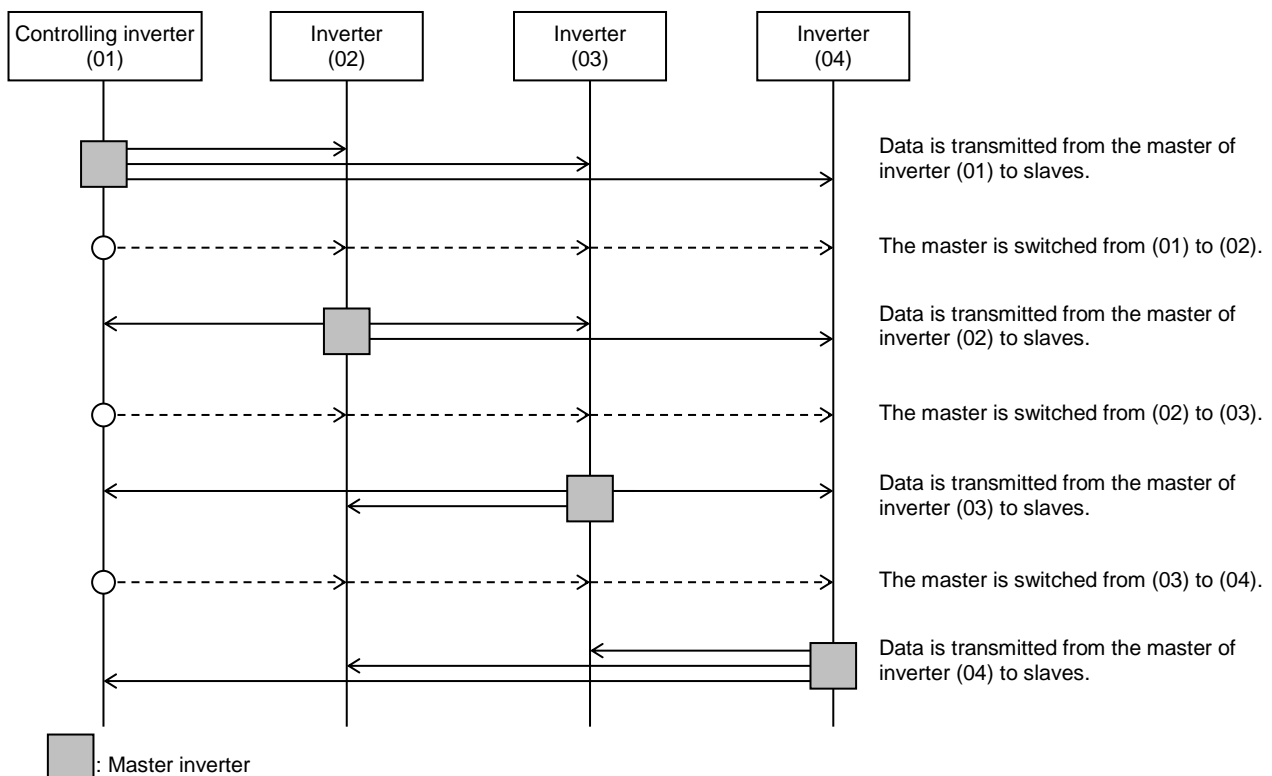 Controlling inverter
(01)
Inverter
(02)
Inverter
(03)
Inverter
(04)
Data is transmitted from the master of
inverter (01) to slaves.
The master is switched from (01) to (02).
Data is transmitted from the master of
inverter (02) to slaves.
The master is switched from (02) to (03).
Data is transmitted from the master of
inverter (03) to slaves.
The master is switched from (03) to (04).
Data is transmitted from the master of
inverter (04) to slaves.
: Master inverter